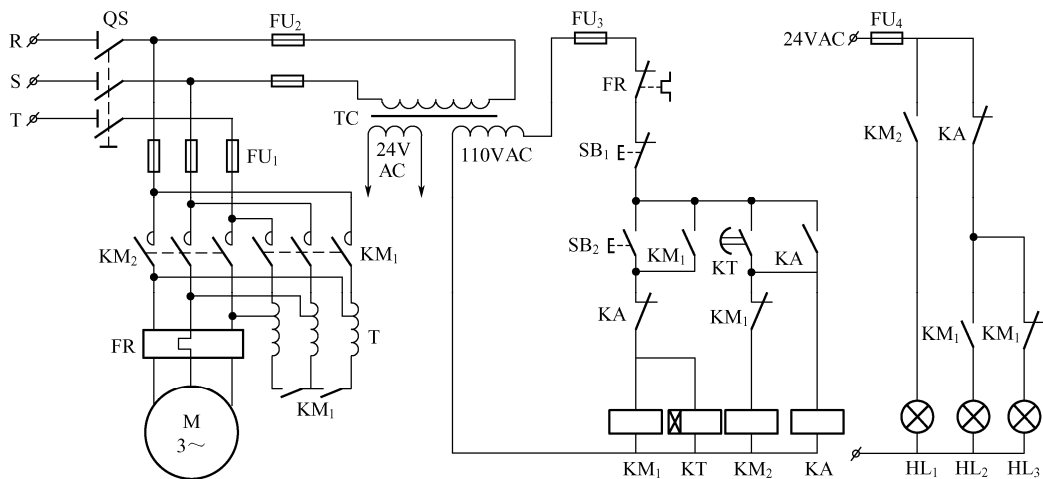 QS
FU₂
FU₃
FU₄
R
S
T
24VAC
FR
TC
24V
AC
110VAC
SB₁
KM₂
KA
FU₁
KM₂
KM₁
SB₂
KM₁
KT
KA
KA
KM₁
FR
T
KM₁
KM₁
KM₁
M
3～
KM₁
KT
KM₂
KA
HL₁
HL₂
HL₃